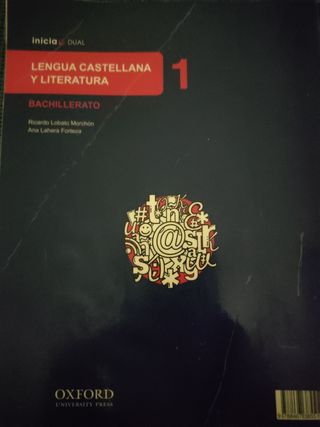 inicia DUAL
LENGUA CASTELLANA
Y LITERATURA
1
BACHILLERATO
Ricardo Lobato Morchón
Ana Lahera Forteza
OXFORD
UNIVERSITY PRESS